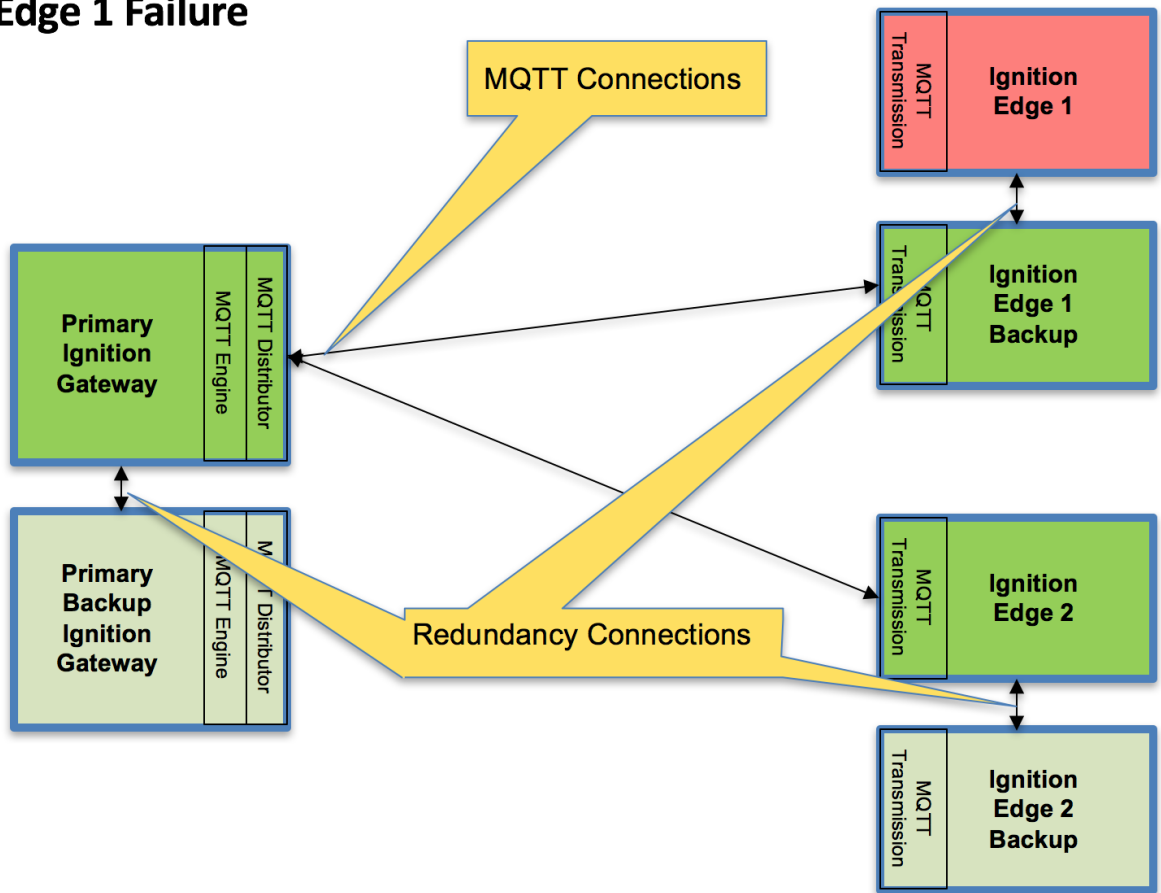 Edge 1 Failure
MQTT Connections
MQTT
Transmission
Ignition
Edge 1
MQTT
Transmission
Ignition
Edge 1
Backup
Primary
Ignition
Gateway
MQTT Engine
MQTT Distributor
Primary
Backup
Ignition
Gateway
MQTT Engine
Distributor
Redundancy Connections
MQTT
Transmission
Ignition
Edge 2
MQTT
Transmission
Ignition
Edge 2
Backup